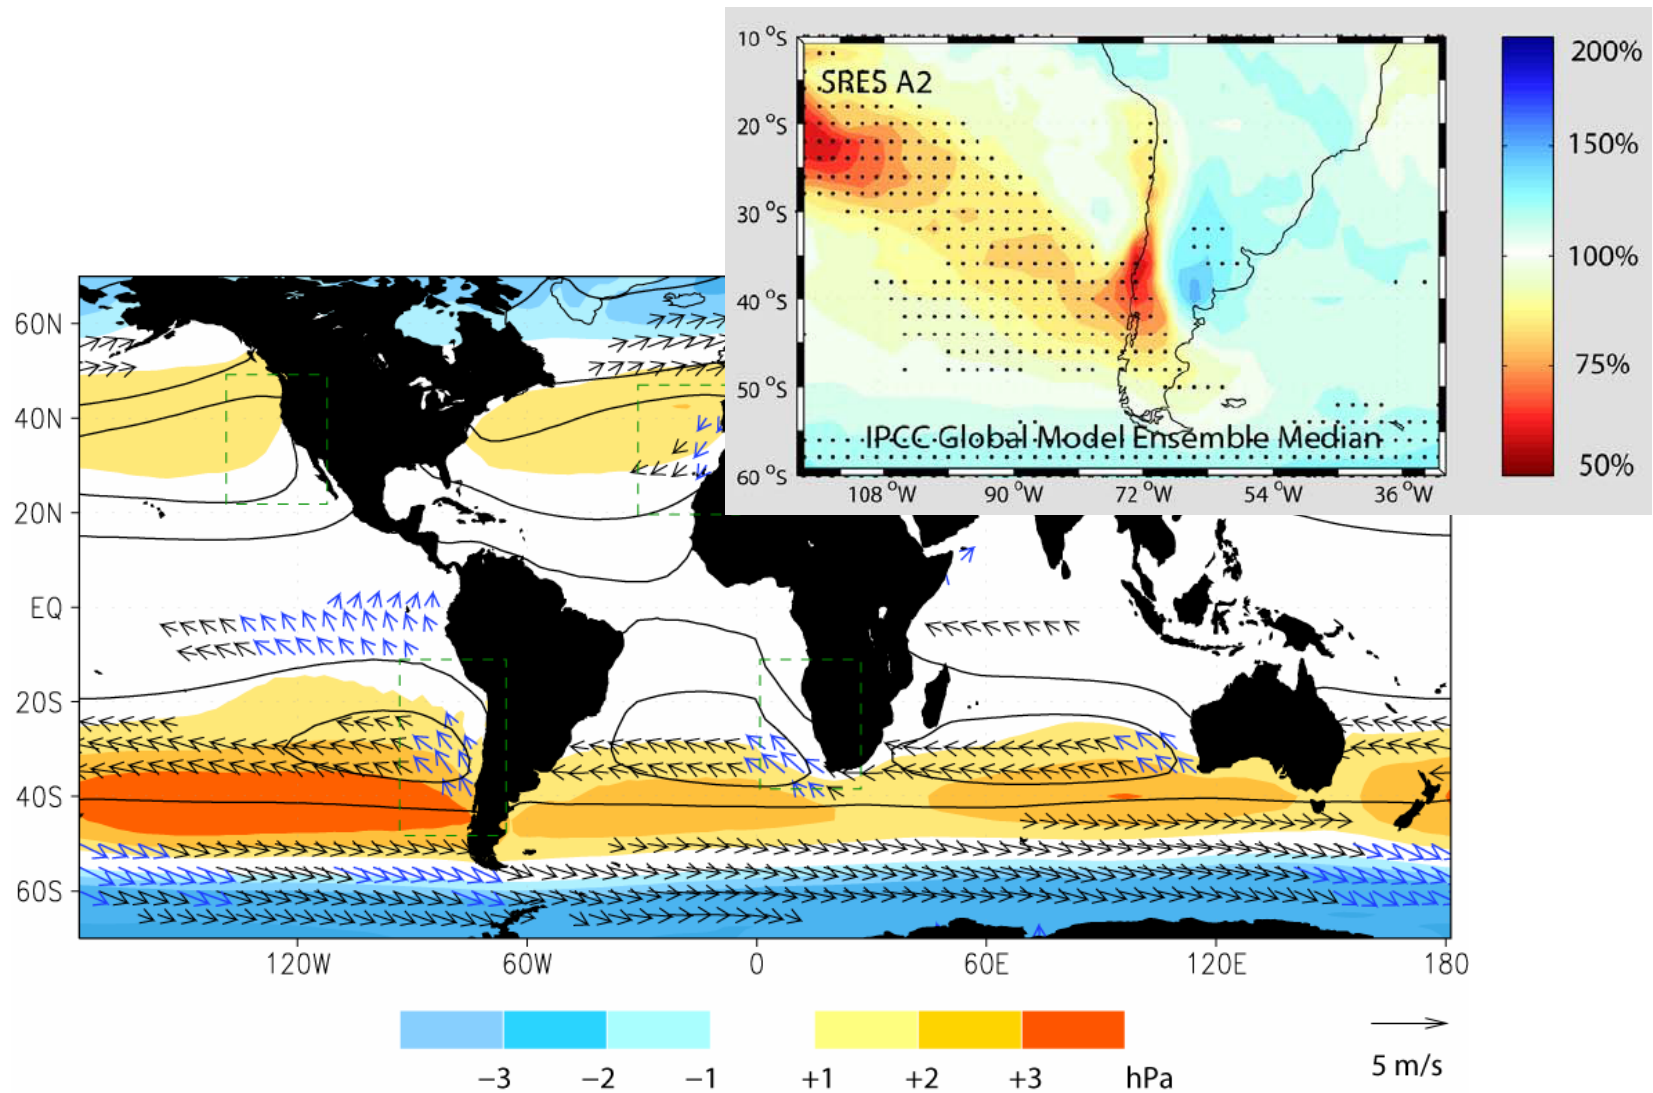 10 °S
SRES A2
20 °S
30 °S
40 °S
50 °S
60 °S
IPCC Global Model Ensemble Median
108 °W 90 °W 72 °W 54 °W 36 °W
200%
150%
100%
75%
50%
60N
40N
20N
EQ
20S
40S
60S
120W 60W 0 60E 120E 180
−3 −2 −1 +1 +2 +3 hPa
5 m/s